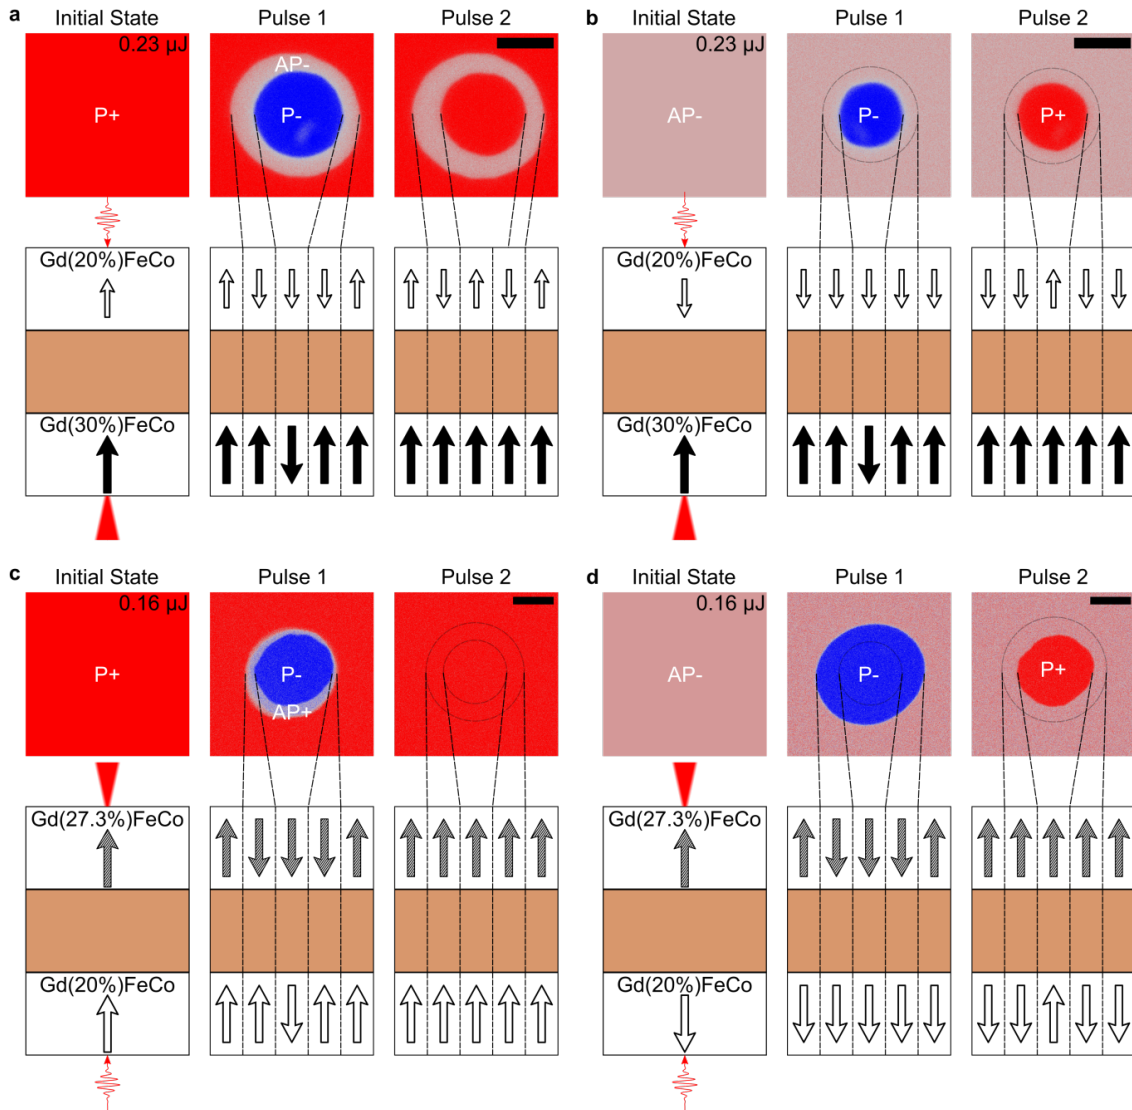 a
Initial State
Pulse 1
Pulse 2
0.23 µJ
P+
AP-
P-
Gd(20%)FeCo
Gd(30%)FeCo
b
Initial State
Pulse 1
Pulse 2
0.23 µJ
AP-
P-
P+
Gd(20%)FeCo
Gd(30%)FeCo
c
Initial State
Pulse 1
Pulse 2
0.16 µJ
P+
P-
AP+
Gd(27.3%)FeCo
Gd(20%)FeCo
d
Initial State
Pulse 1
Pulse 2
0.16 µJ
AP-
P-
P+
Gd(27.3%)FeCo
Gd(20%)FeCo